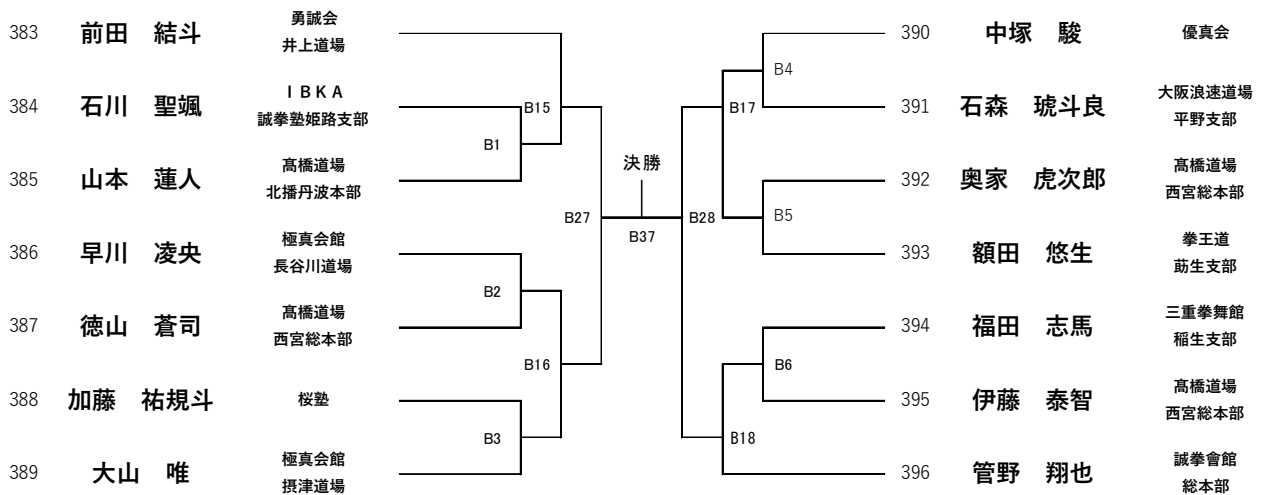 383 前田　結斗 勇誠会
井上道場
384 石川　聖颯 ＩＢＫＡ
誠拳塾姫路支部
385 山本　蓮人 髙橋道場
北播丹波本部
386 早川　凌央 極真会館
長谷川道場
387 徳山　蒼司 髙橋道場
西宮総本部
388 加藤　祐規斗 桜塾
389 大山　唯 極真会館
摂津道場
B15
B1
B27
B2
B16
B3
決勝
B37
B4
B17
B28
B5
B6
B18
390 中塚　駿 優真会
391 石森　琥斗良 大阪浪速道場
平野支部
392 奥家　虎次郎 髙橋道場
西宮総本部
393 額田　悠生 拳王道
莇生支部
394 福田　志馬 三重拳舞館
稲生支部
395 伊藤　泰智 髙橋道場
西宮総本部
396 管野　翔也 誠拳會館
総本部